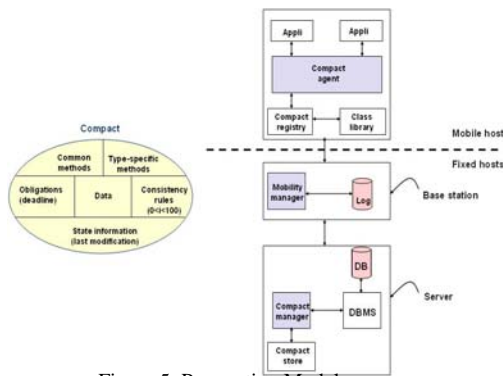 Appli
Appli
Compact
agent
Compact
registry
Class
library
Mobile host
Fixed hosts
Mobility
manager
Log
Base station
DB
Compact
manager
DBMS
Server
Compact
store
Compact
Common
methods
Type-specific
methods
Obligations
(deadline)
Data
Consistency
rules
State information
(last modification)